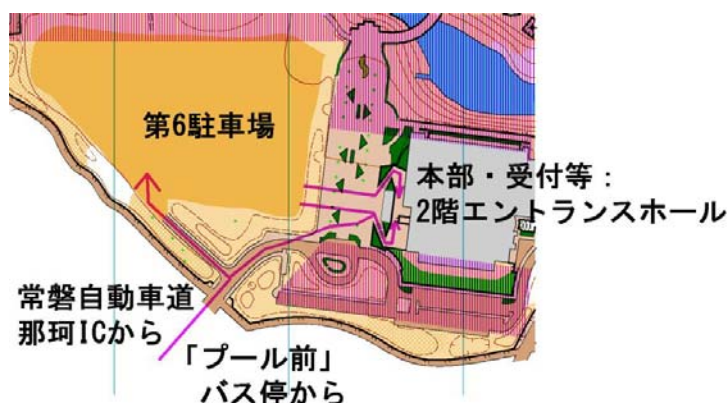 第6駐車場
本部・受付等：
2階エントランスホール
常磐自動車道
那珂ICから
「プール前」
バス停から